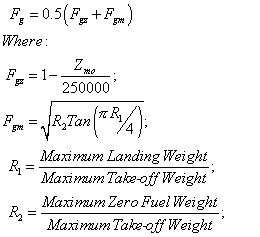 F_g = 0.5(F_gz + F_gm)
Where:
F_gz = 1 − Z_mo / 250000;
F_gm = √(R_2 Tan(πR_1/4));
R_1 = Maximum Landing Weight / Maximum Take-off Weight;
R_2 = Maximum Zero Fuel Weight / Maximum Take-off Weight;